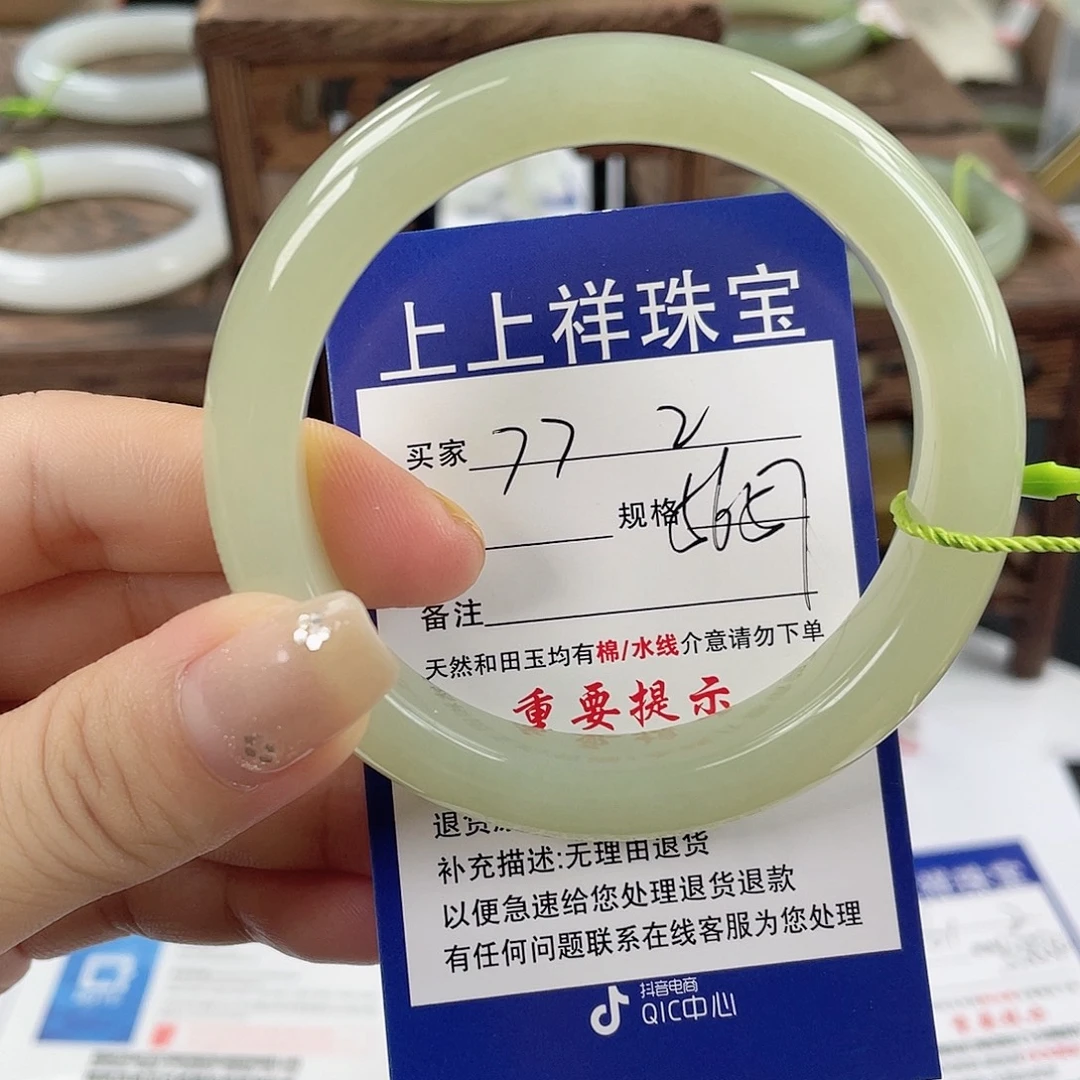 上上祥珠宝
买家 77 2
规格 56圆
备注
天然和田玉均有棉/水线介意请勿下单
重要提示
补充描述:无理由退货
以便急速给您处理退货退款
有任何问题联系在线客服为您处理
抖音电商
QIC中心